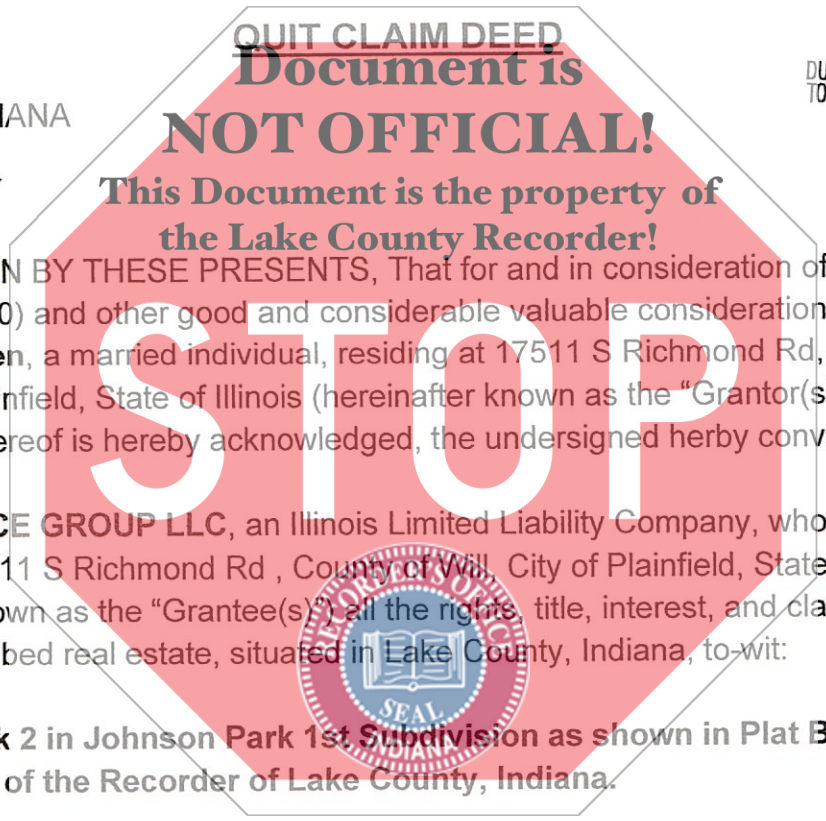 QUIT CLAIM DEED
Document is
DU
TO
IANA
NOT OFFICIAL!
This Document is the property of
the Lake County Recorder!
N BY THESE PRESENTS, That for and in consideration of
0) and other good and considerable valuable consideration
en, a married individual, residing at 17511 S Richmond Rd,
nfield, State of Illinois (hereinafter known as the “Grantor(s
ereof is hereby acknowledged, the undersigned herby conv
STOP
CE GROUP LLC, an Illinois Limited Liability Company, who
11 S Richmond Rd , County of Will, City of Plainfield, State
own as the “Grantee(s)”) all the rights, title, interest, and cla
bed real estate, situated in Lake County, Indiana, to-wit:
RECORDER'S OFFICE
SEAL
INDIANA
k 2 in Johnson Park 1st Subdivision as shown in Plat B
of the Recorder of Lake County, Indiana.